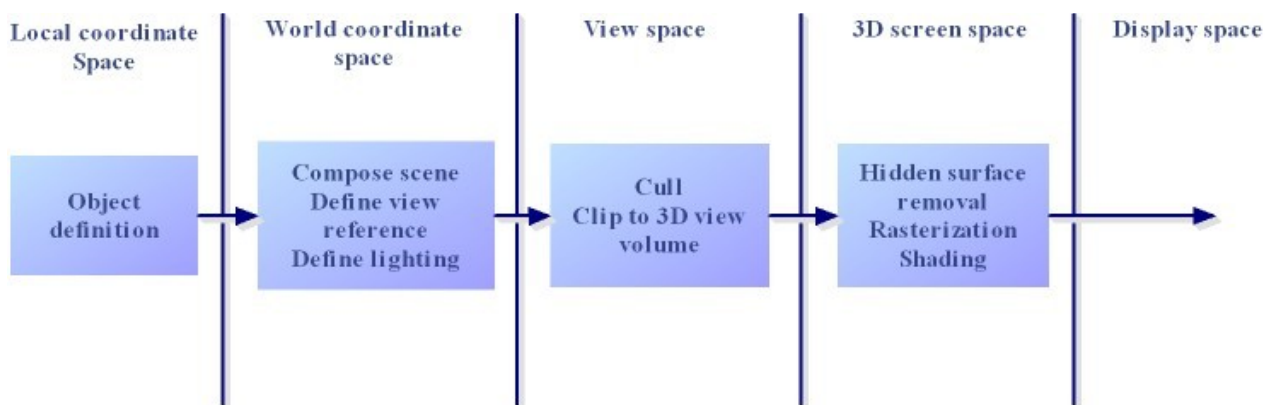 Local coordinate
Space
World coordinate
space
View space
3D screen space
Display space
Object
definition
Compose scene
Define view
reference
Define lighting
Cull
Clip to 3D view
volume
Hidden surface
removal
Rasterization
Shading